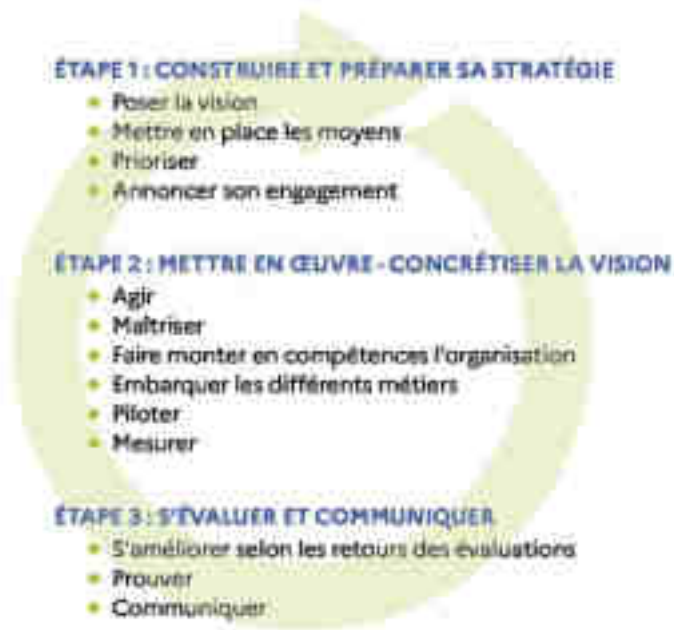 ÉTAPE 1 : CONSTRUIRE ET PRÉPARER SA STRATÉGIE
• Poser la vision
• Mettre en place les moyens
• Prioriser
• Annoncer son engagement
ÉTAPE 2 : METTRE EN ŒUVRE - CONCRÉTISER LA VISION
• Agir
• Maîtriser
• Faire monter en compétences l'organisation
• Embarquer les différents métiers
• Piloter
• Mesurer
ÉTAPE 3 : S'ÉVALUER ET COMMUNIQUER
• S'améliorer selon les retours des évaluations
• Prouver
• Communiquer